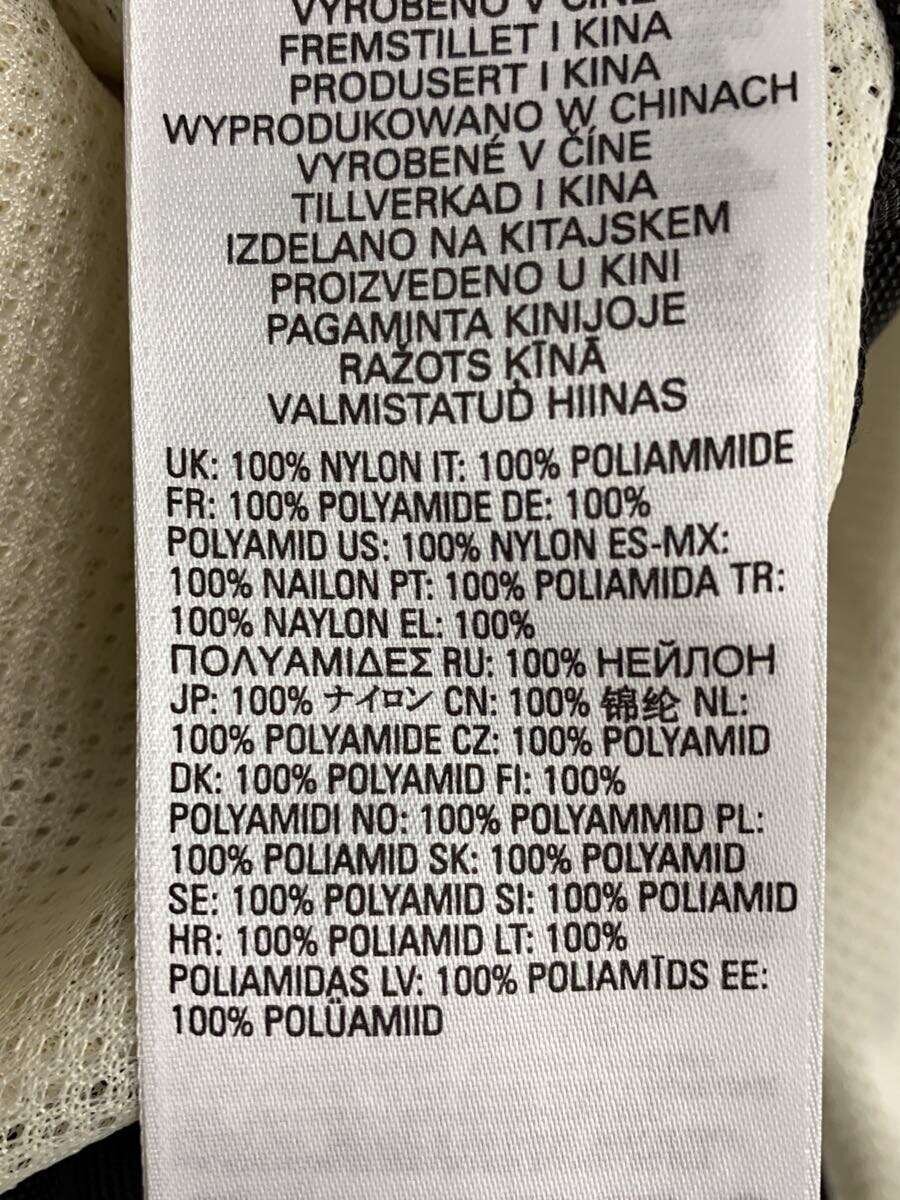 VYROBENO V ČÍNĚ
FREMSTILLET I KINA
PRODUSERT I KINA
WYPRODUKOWANO W CHINACH
VYROBENÉ V ČÍNE
TILLVERKAD I KINA
IZDELANO NA KITAJSKEM
PROIZVEDENO U KINI
PAGAMINTA KINIJOJE
RAŽOTS ĶĪNĀ
VALMISTATUD HIINAS
UK: 100% NYLON IT: 100% POLIAMMIDE
FR: 100% POLYAMIDE DE: 100%
POLYAMID US: 100% NYLON ES-MX:
100% NAILON PT: 100% POLIAMIDA TR:
100% NAYLON EL: 100%
ΠΟΛΥΑΜΙΔΕΣ RU: 100% НЕЙЛОН
JP: 100% ナイロン CN: 100% 锦纶 NL:
100% POLYAMIDE CZ: 100% POLYAMID
DK: 100% POLYAMID FI: 100%
POLYAMIDI NO: 100% POLYAMMID PL:
100% POLIAMID SK: 100% POLYAMID
SE: 100% POLYAMID SI: 100% POLIAMID
HR: 100% POLIAMID LT: 100%
POLIAMIDAS LV: 100% POLIAMĪDS EE:
100% POLÜAMIID